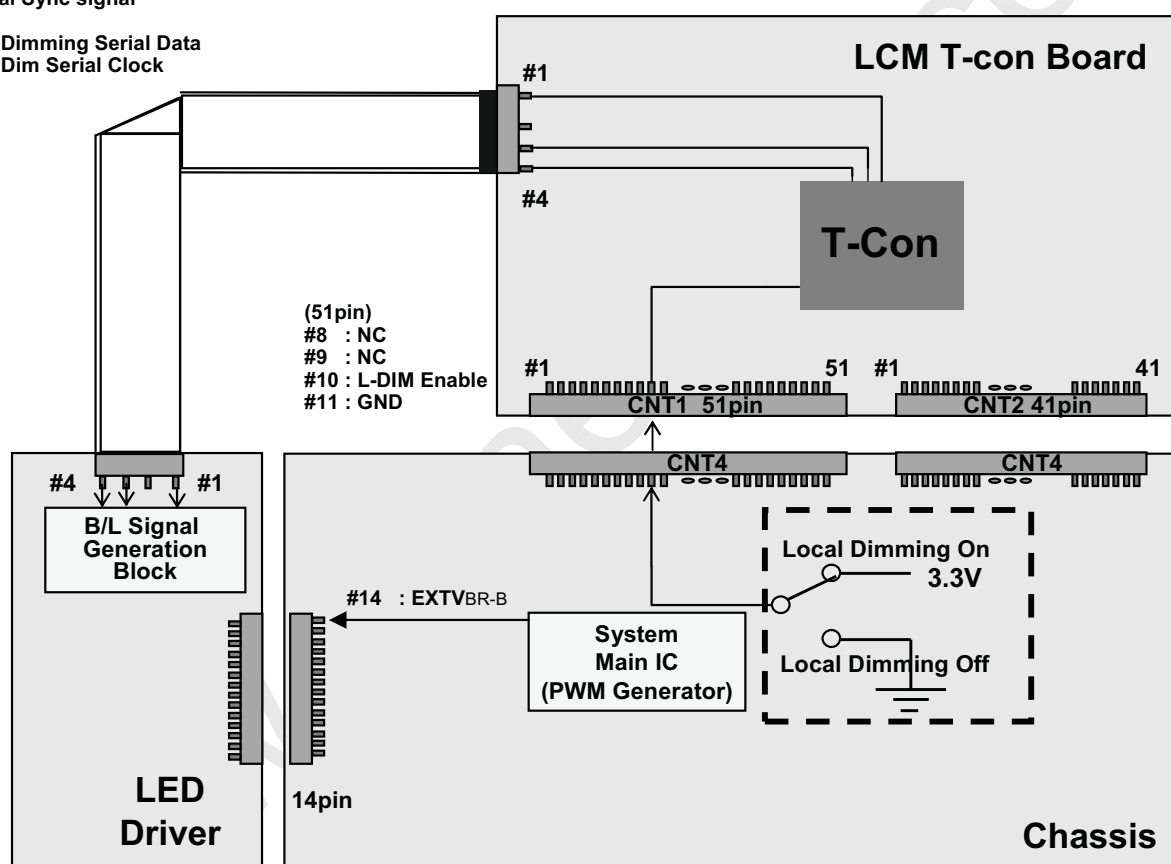 al Sync signal
Dimming Serial Data
Dim Serial Clock
LCM T-con Board
#1
#4
T-Con
(51pin)
#8 : NC
#9 : NC
#10 : L-DIM Enable
#11 : GND
#1 51 #1 41
CNT1 51pin CNT2 41pin
CNT4 CNT4
#4 #1
B/L Signal
Generation
Block
Local Dimming On
3.3V
#14 : EXTVBR-B
System
Main IC
(PWM Generator)
Local Dimming Off
LED
Driver
14pin
Chassis